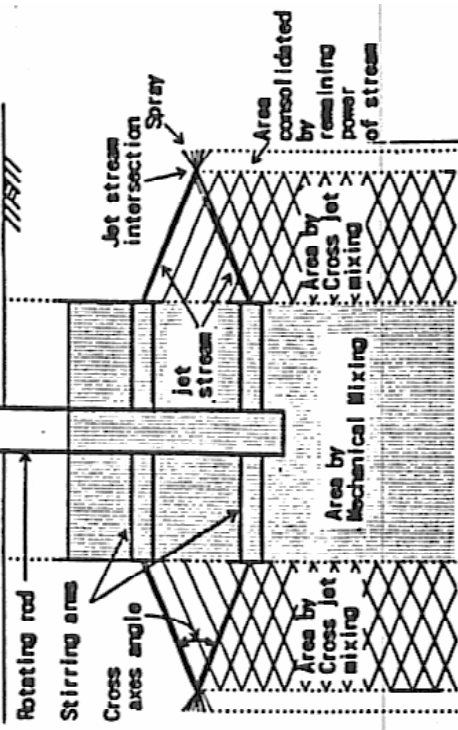 Rotating rod
Stirring arms
Cross
axes angle
Jet stream
intersection
Spray
Area
consolidated
by
remaining
power
of stream
jet
stream
Area by
Cross jet
mixing
Area by
Mechanical Mixing
Area by
Cross jet
mixing